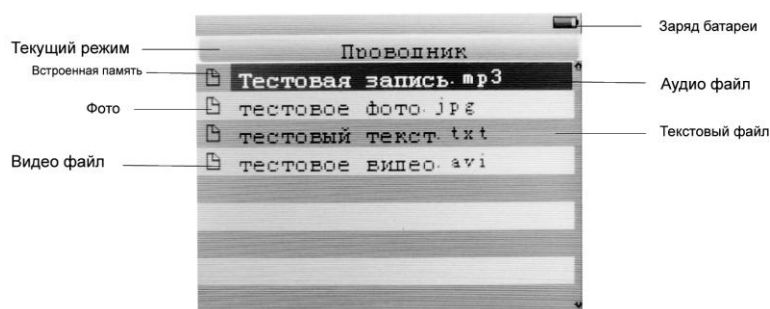 Заряд батареи
Текущий режим
Проводник
Встроенная память
Тестовая запись.mp3
Аудио файл
Фото
тестовое фото.jpg
тестовый текст.txt
Текстовый файл
Видео файл
тестовое видео.avi